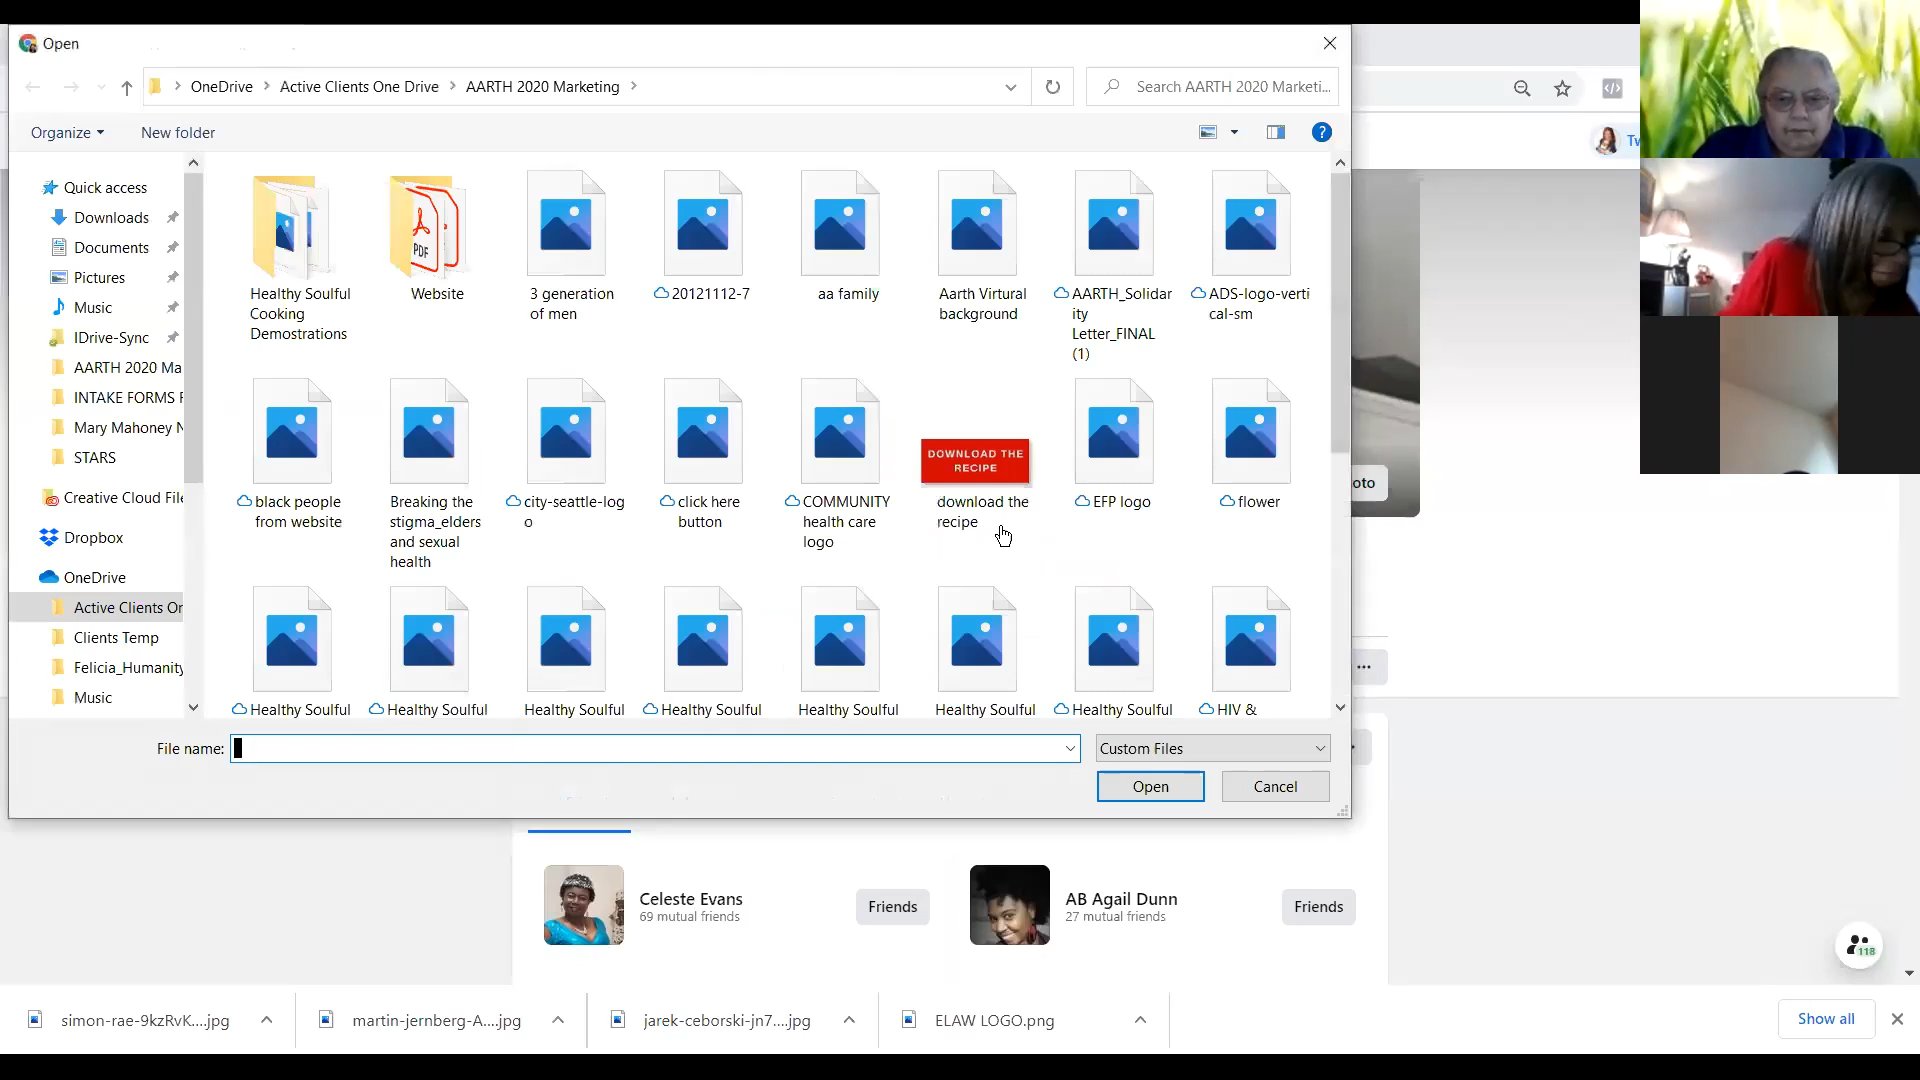 Open
OneDrive
Active Clients One Drive
AARTH 2020 Marketing
Search AARTH 2020 Marketi...
Organize
New folder
Quick access
Downloads
Documents
Pictures
Music
IDrive-Sync
AARTH 2020 Ma
INTAKE FORMS F
Mary Mahoney N
STARS
Creative Cloud File
Dropbox
OneDrive
Active Clients Or
Clients Temp
Felicia_Humanity
Music
PDF
Healthy Soulful
Cooking
Demostrations
Website
3 generation
of men
20121112-7
aa family
Aarth Virtural
background
AARTH_Solidar
ity
Letter_FINAL
(1)
ADS-logo-verti
cal-sm
black people
from website
Breaking the
stigma_elders
and sexual
health
city-seattle-log
o
click here
button
COMMUNITY
health care
logo
DOWNLOAD THE
RECIPE
download the
recipe
EFP logo
flower
Healthy Soulful
Healthy Soulful
Healthy Soulful
Healthy Soulful
Healthy Soulful
Healthy Soulful
Healthy Soulful
HIV &
File name:
Custom Files
Open
Cancel
Tw
oto
Celeste Evans
69 mutual friends
Friends
AB Agail Dunn
27 mutual friends
Friends
118
simon-rae-9kzRvK....jpg
martin-jernberg-A....jpg
jarek-ceborski-jn7....jpg
ELAW LOGO.png
Show all